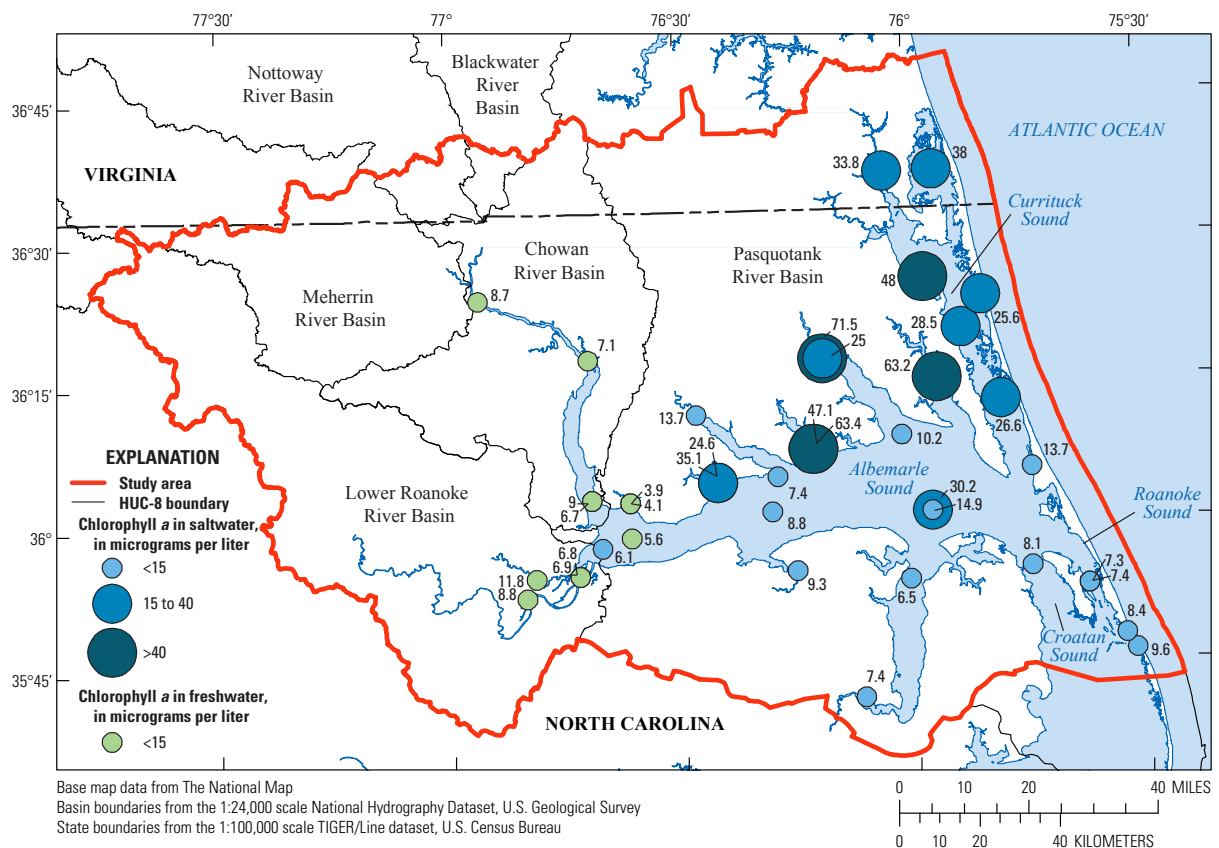 77°30'
77°
76°30'
76°
75°30'
36°45'
36°30'
36°15'
36°
35°45'
Nottoway
River Basin
Blackwater
River
Basin
ATLANTIC OCEAN
VIRGINIA
33.8
38
Currituck
Sound
Chowan
River Basin
Pasquotank
River Basin
Meherrin
River Basin
8.7
48
25.6
28.5
7.1
71.5
25
63.2
26.6
13.7
47.1
63.4
10.2
13.7
24.6
35.1
7.4
Albemarle
Sound
30.2
14.9
Roanoke
Sound
Lower Roanoke
River Basin
9
6.7
3.9
4.1
8.8
5.6
6.1
6.8
6.9
11.8
8.8
9.3
6.5
8.1
7.3
7.4
8.4
9.6
Croatan
Sound
7.4
NORTH CAROLINA
EXPLANATION
Study area
HUC-8 boundary
Chlorophyll a in saltwater,
in micrograms per liter
<15
15 to 40
>40
Chlorophyll a in freshwater,
in micrograms per liter
<15
Base map data from The National Map
Basin boundaries from the 1:24,000 scale National Hydrography Dataset, U.S. Geological Survey
State boundaries from the 1:100,000 scale TIGER/Line dataset, U.S. Census Bureau
0 10 20 40 MILES
0 10 20 40 KILOMETERS